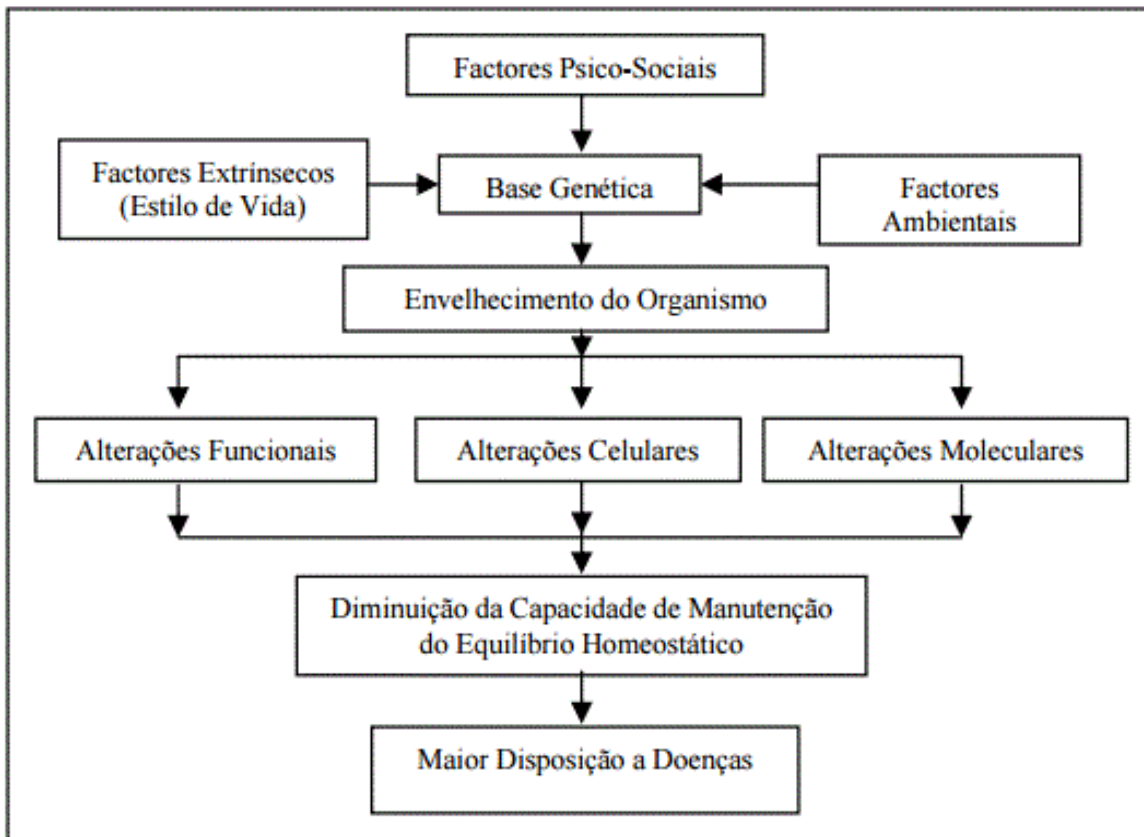 Factores Psico-Sociais
Factores Extrínsecos
(Estilo de Vida)
Base Genética
Factores
Ambientais
Envelhecimento do Organismo
Alterações Funcionais
Alterações Celulares
Alterações Moleculares
Diminuição da Capacidade de Manutenção
do Equilíbrio Homeostático
Maior Disposição a Doenças